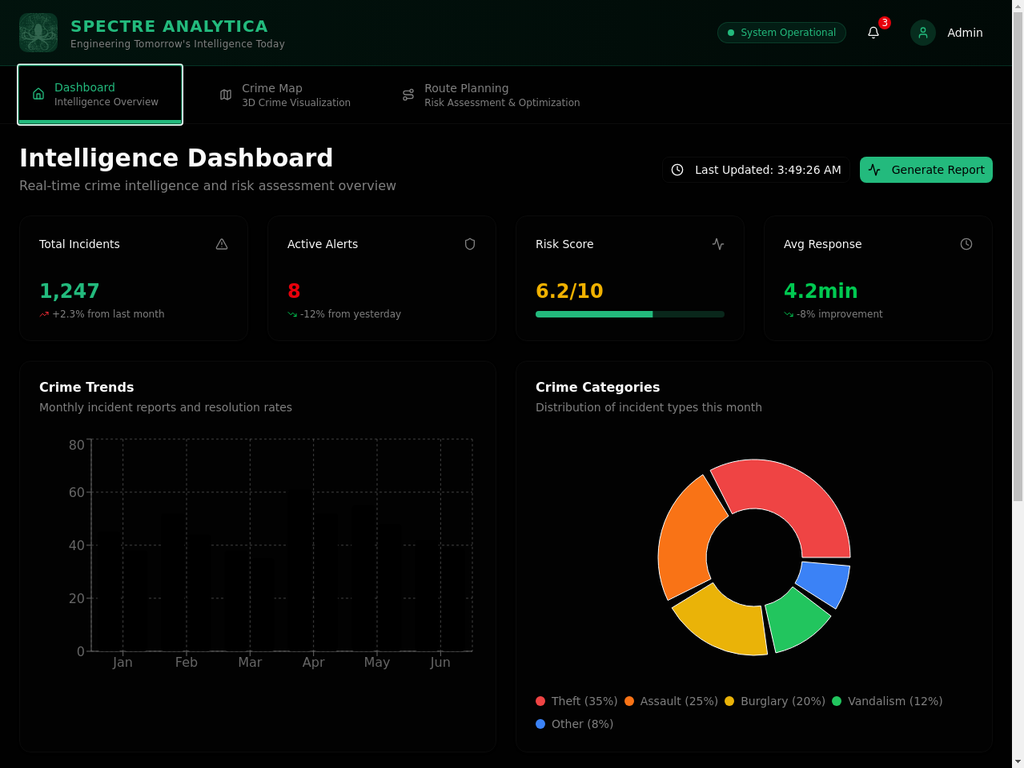 SPECTRE ANALYTICA
Engineering Tomorrow's Intelligence Today
System Operational
3
Admin
Dashboard
Intelligence Overview
Crime Map
3D Crime Visualization
Route Planning
Risk Assessment & Optimization
Intelligence Dashboard
Real-time crime intelligence and risk assessment overview
Last Updated: 3:49:26 AM
Generate Report
Total Incidents
1,247
+2.3% from last month
Active Alerts
8
-12% from yesterday
Risk Score
6.2/10
Avg Response
4.2min
-8% improvement
Crime Trends
Monthly incident reports and resolution rates
80
60
40
20
0
Jan Feb Mar Apr May Jun
Crime Categories
Distribution of incident types this month
Theft (35%) Assault (25%) Burglary (20%) Vandalism (12%)
Other (8%)